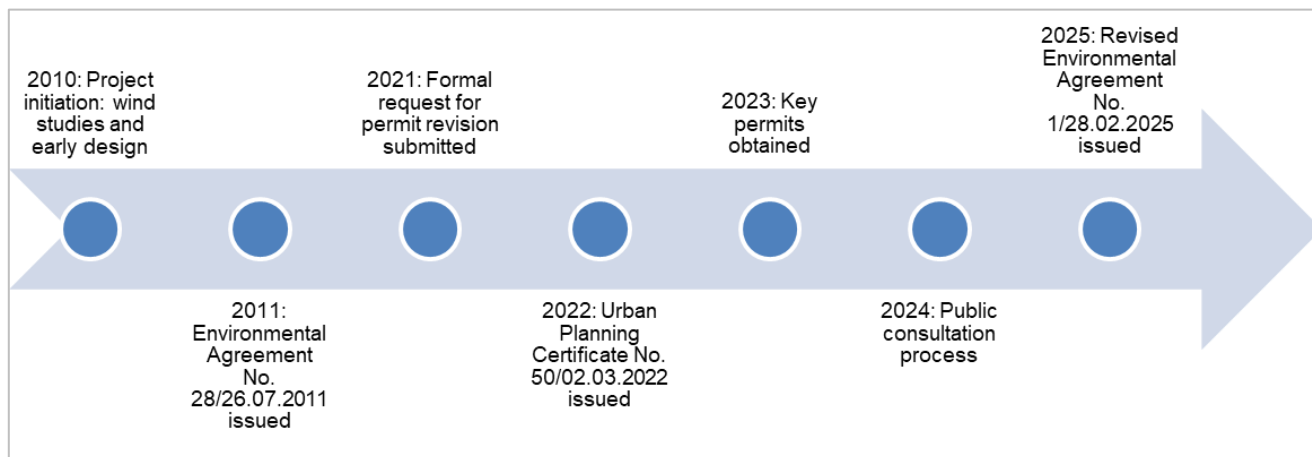 2010: Project
initiation: wind
studies and
early design
2011:
Environmental
Agreement
No.
28/26.07.2011
issued
2021: Formal
request for
permit revision
submitted
2022: Urban
Planning
Certificate No.
50/02.03.2022
issued
2023: Key
permits
obtained
2024: Public
consultation
process
2025: Revised
Environmental
Agreement
No.
1/28.02.2025
issued